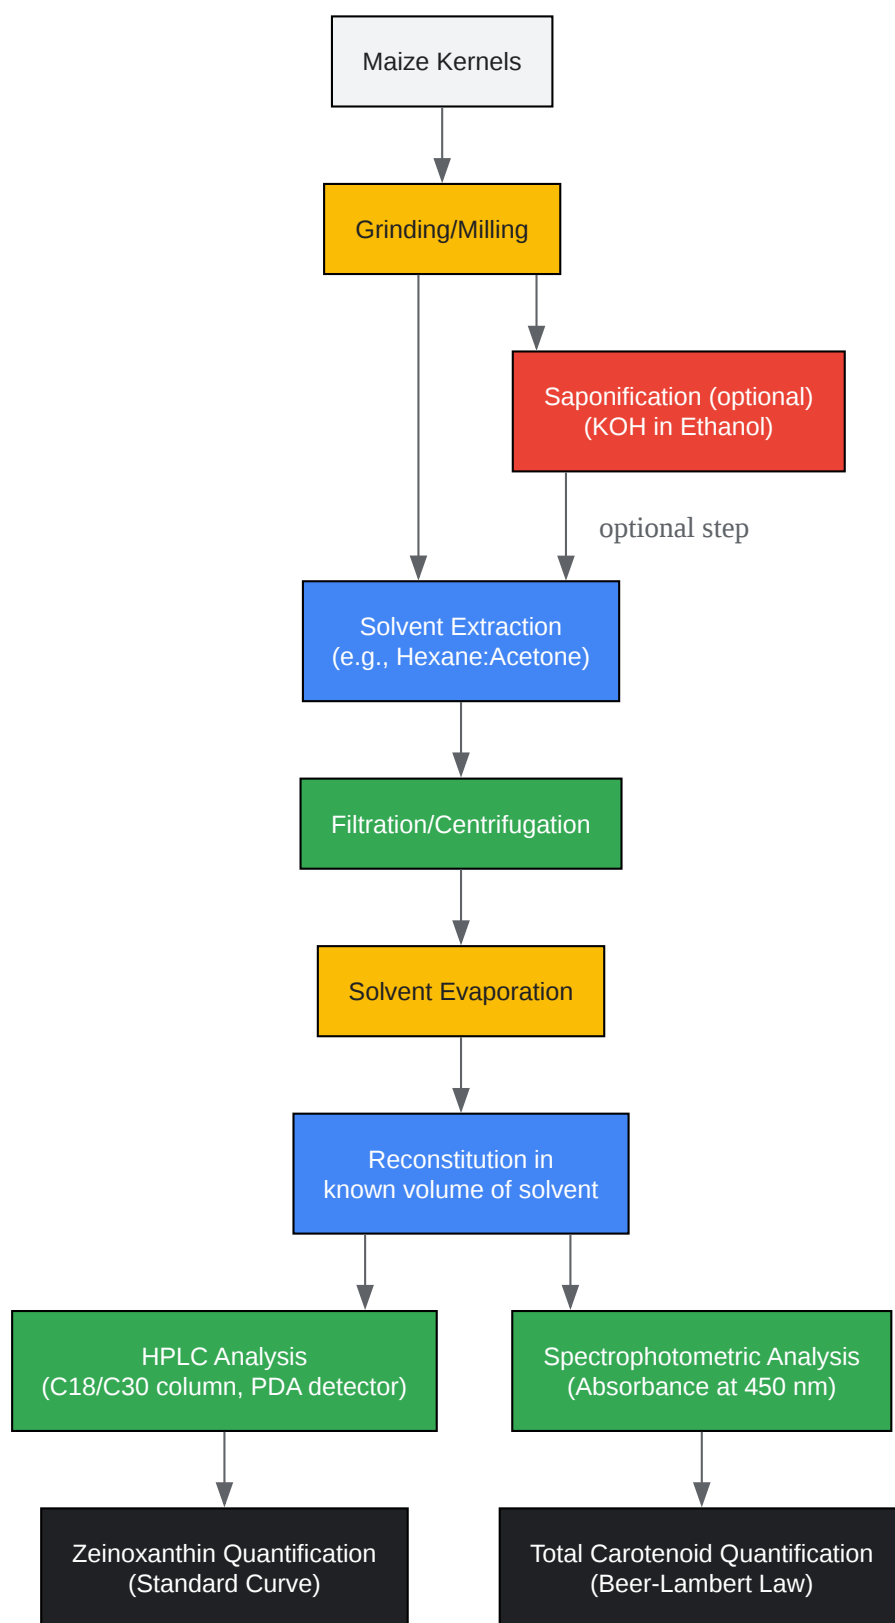 Maize Kernels
Grinding/Milling
Saponification (optional)
(KOH in Ethanol)
optional step
Solvent Extraction
(e.g., Hexane:Acetone)
Filtration/Centrifugation
Solvent Evaporation
Reconstitution in
known volume of solvent
HPLC Analysis
(C18/C30 column, PDA detector)
Spectrophotometric Analysis
(Absorbance at 450 nm)
Zeinoxanthin Quantification
(Standard Curve)
Total Carotenoid Quantification
(Beer-Lambert Law)